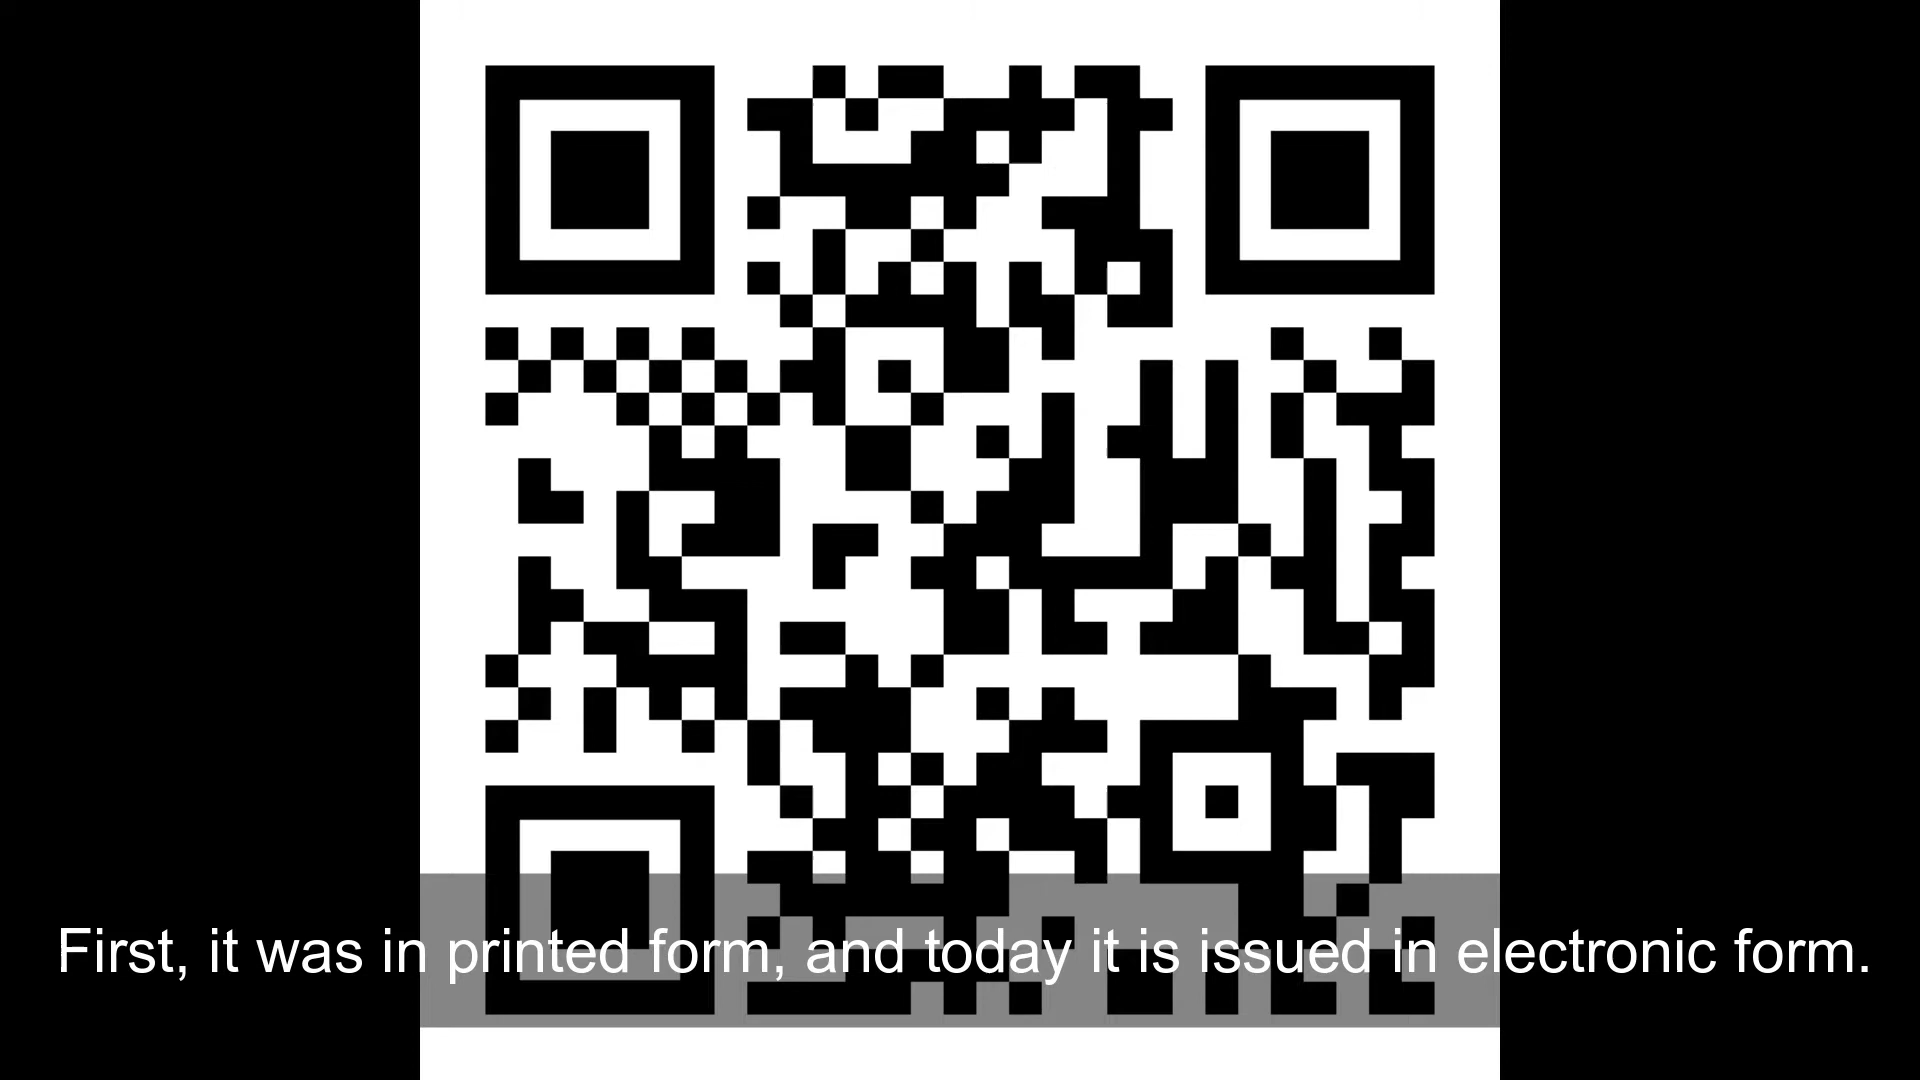 First, it was in printed form, and today it is issued in electronic form.